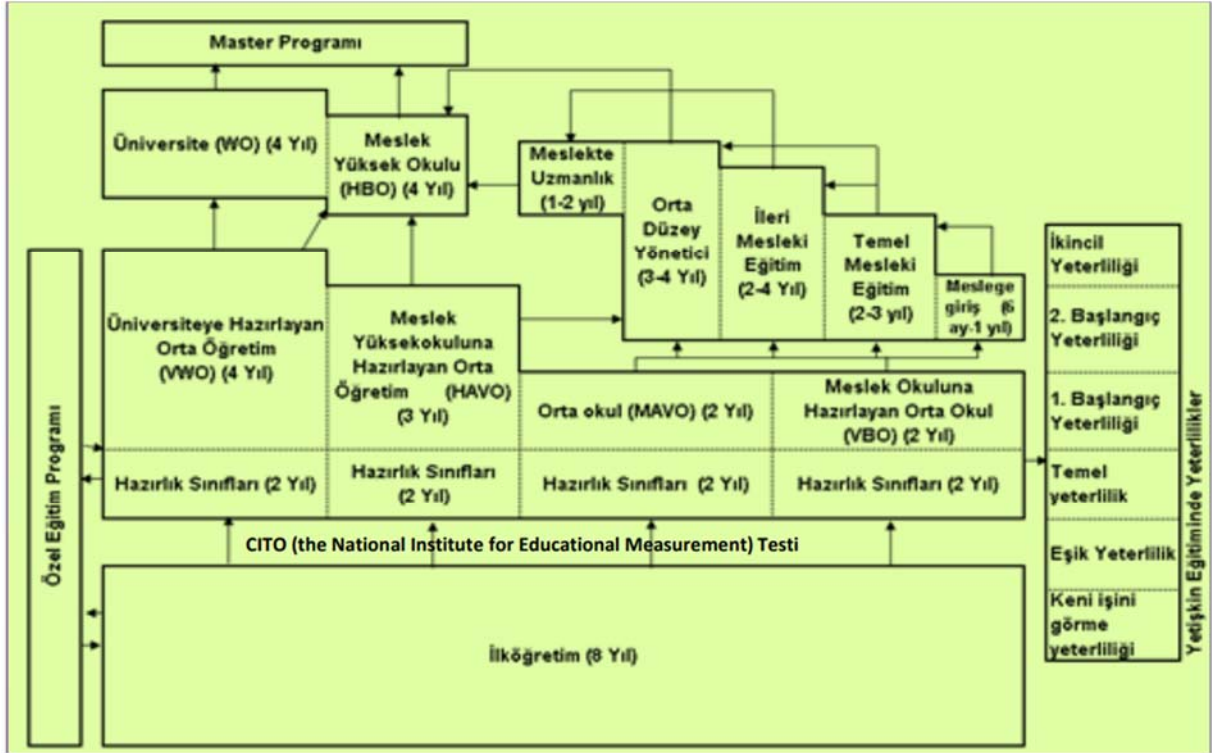 Master Programı
Üniversite (WO) (4 Yıl)
Meslek
Yüksek Okulu
(HBO) (4 Yıl)
Meslekte
Uzmanlık
(1-2 yıl)
Orta
Düzey
Yönetici
(3-4 Yıl)
İleri
Mesleki
Eğitim
(2-4 Yıl)
Temel
Mesleki
Eğitim
(2-3 yıl)
Meslege
giriş (6
ay-1 yıl)
İkincil
Yeterliliği
2. Başlangıç
Yeterliliği
1. Başlangıç
Yeterliliği
Temel
yeterlilik
Eşik Yeterlilik
Keni işini
görme
yeterliliği
Yetişkin Eğitiminde Yeterlilikler
Özel Eğitim Programı
Üniversiteye Hazırlayan
Orta Öğretim
(VWO) (4 Yıl)
Meslek
Yüksekokuluna
Hazırlayan Orta
Öğretim (HAVO)
(3 Yıl)
Orta okul (MAVO) (2 Yıl)
Meslek Okuluna
Hazırlayan Orta Okul
(VBO) (2 Yıl)
Hazırlık Sınıfları (2 Yıl)
Hazırlık Sınıfları
(2 Yıl)
Hazırlık Sınıfları (2 Yıl)
Hazırlık Sınıfları (2 Yıl)
CITO (the National Institute for Educational Measurement) Testi
İlköğretim (8 Yıl)